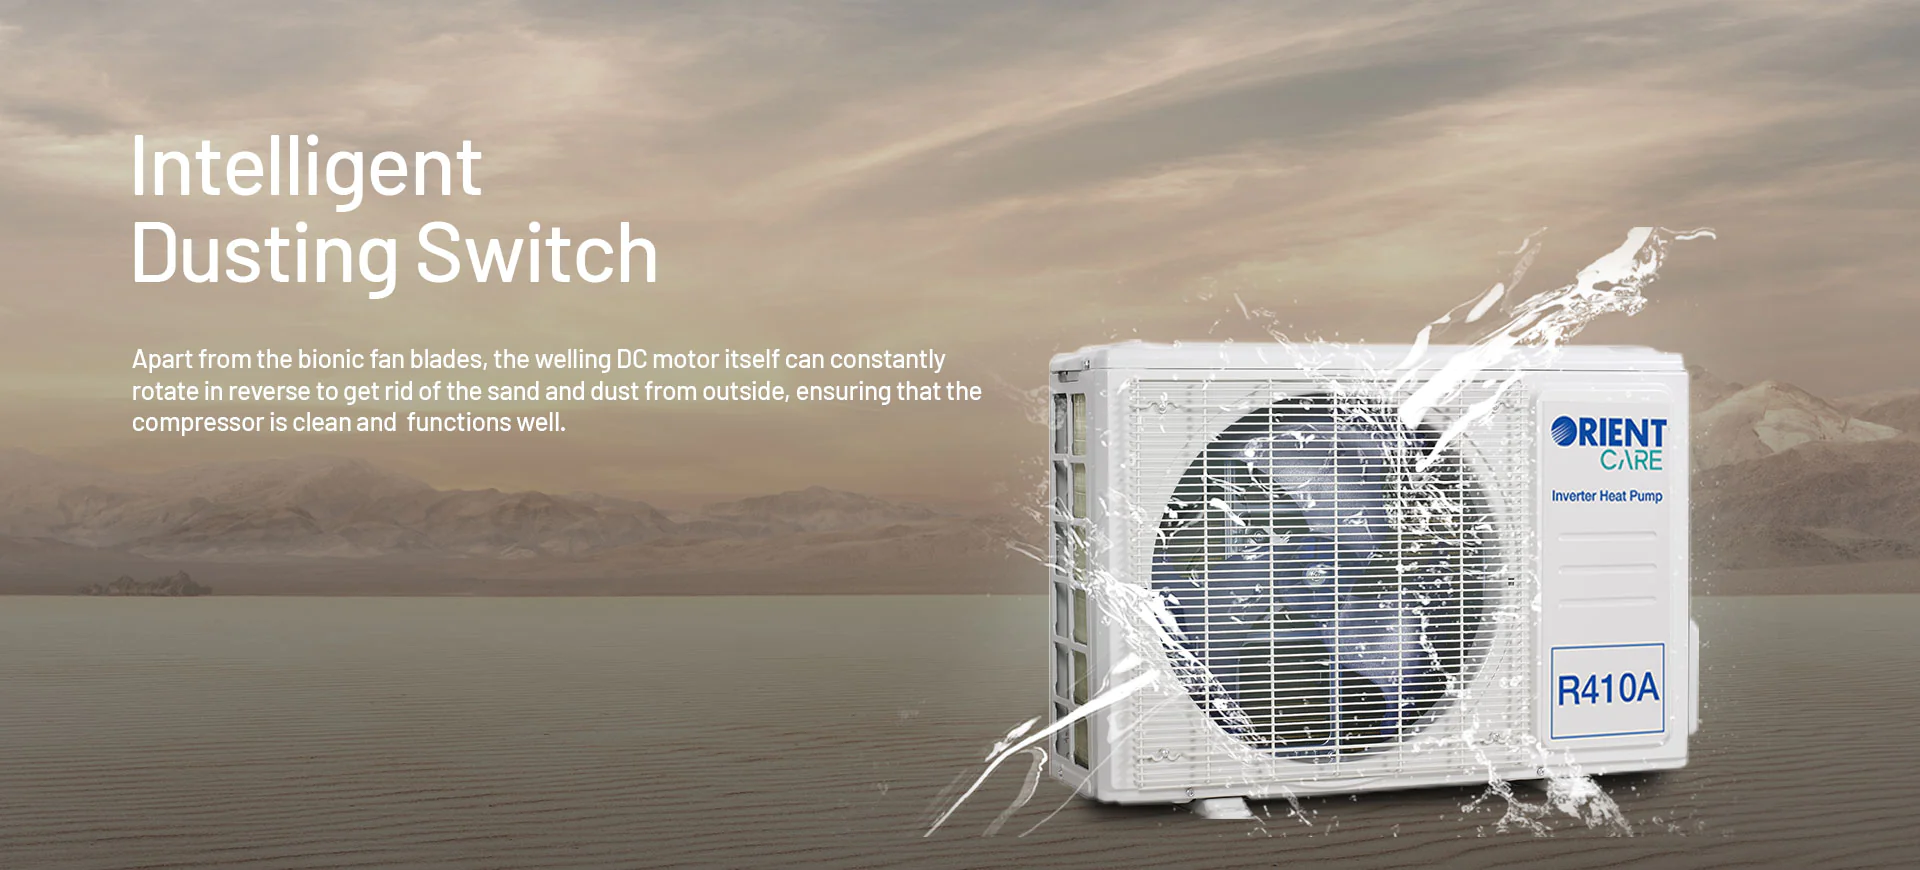 Intelligent
Dusting Switch
Apart from the bionic fan blades, the welling DC motor itself can constantly
rotate in reverse to get rid of the sand and dust from outside, ensuring that the
compressor is clean and  functions well.
ORIENT
CARE
Inverter Heat Pump
R410A